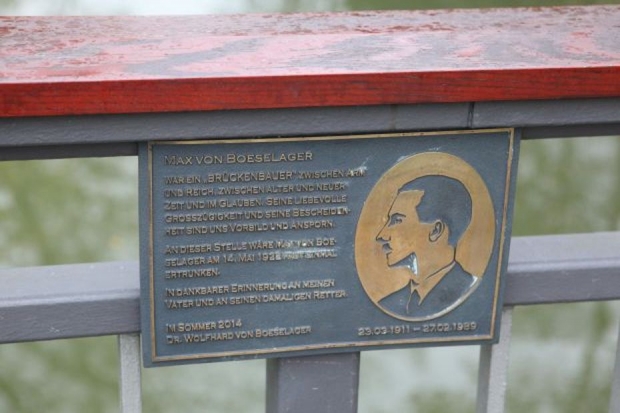 MAX VON BOESELAGER
WAR EIN „BRÜCKENBAUER" ZWISCHEN ARM
UND REICH, ZWISCHEN ALTER UND NEUER
ZEIT UND IM GLAUBEN. SEINE LIEBEVOLLE
GROSSZÜGIGKEIT UND SEINE BESCHEIDEN-
HEIT SIND UNS VORBILD UND ANSPORN.
AN DIESER STELLE WÄRE MAX VON BOE-
SELAGER AM 14. MAI 1922 FAST EINMAL
ERTRUNKEN.
IN DANKBARER ERINNERUNG AN MEINEN
VATER UND AN SEINEN DAMALIGEN RETTER.
IM SOMMER 2014
DR. WOLFHARD VON BOESELAGER
23.03.1911 – 27.02.1989